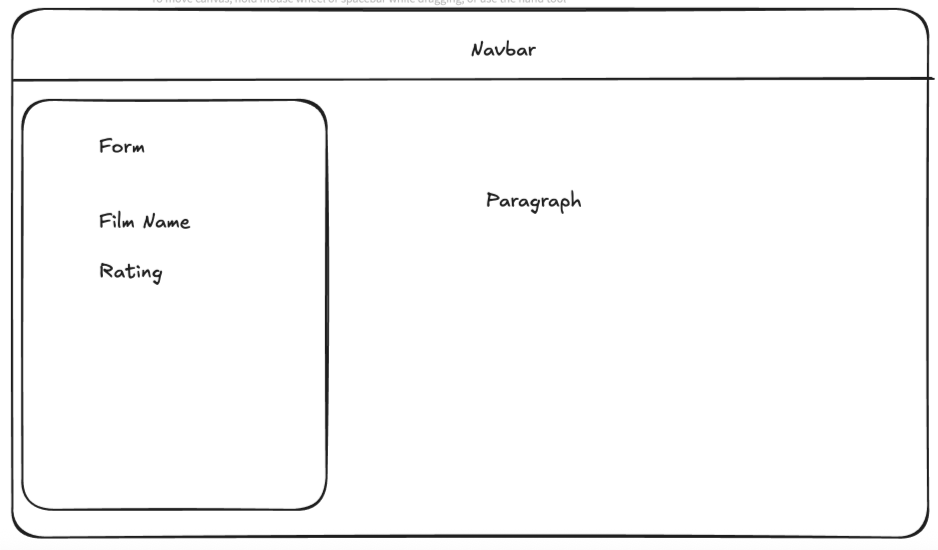 To move canvas, hold mouse wheel or spacebar while dragging, or use the hand tool
Navbar
Form
Paragraph
Film Name
Rating